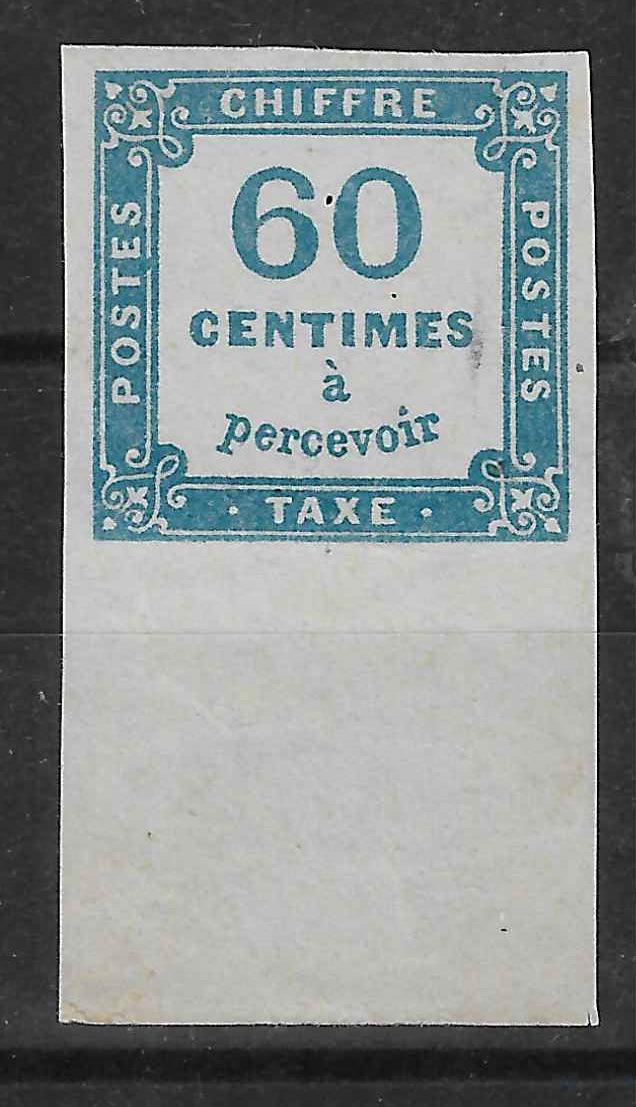 CHIFFRE
POSTES
60
CENTIMES
à
percevoir
POSTES
· TAXE ·